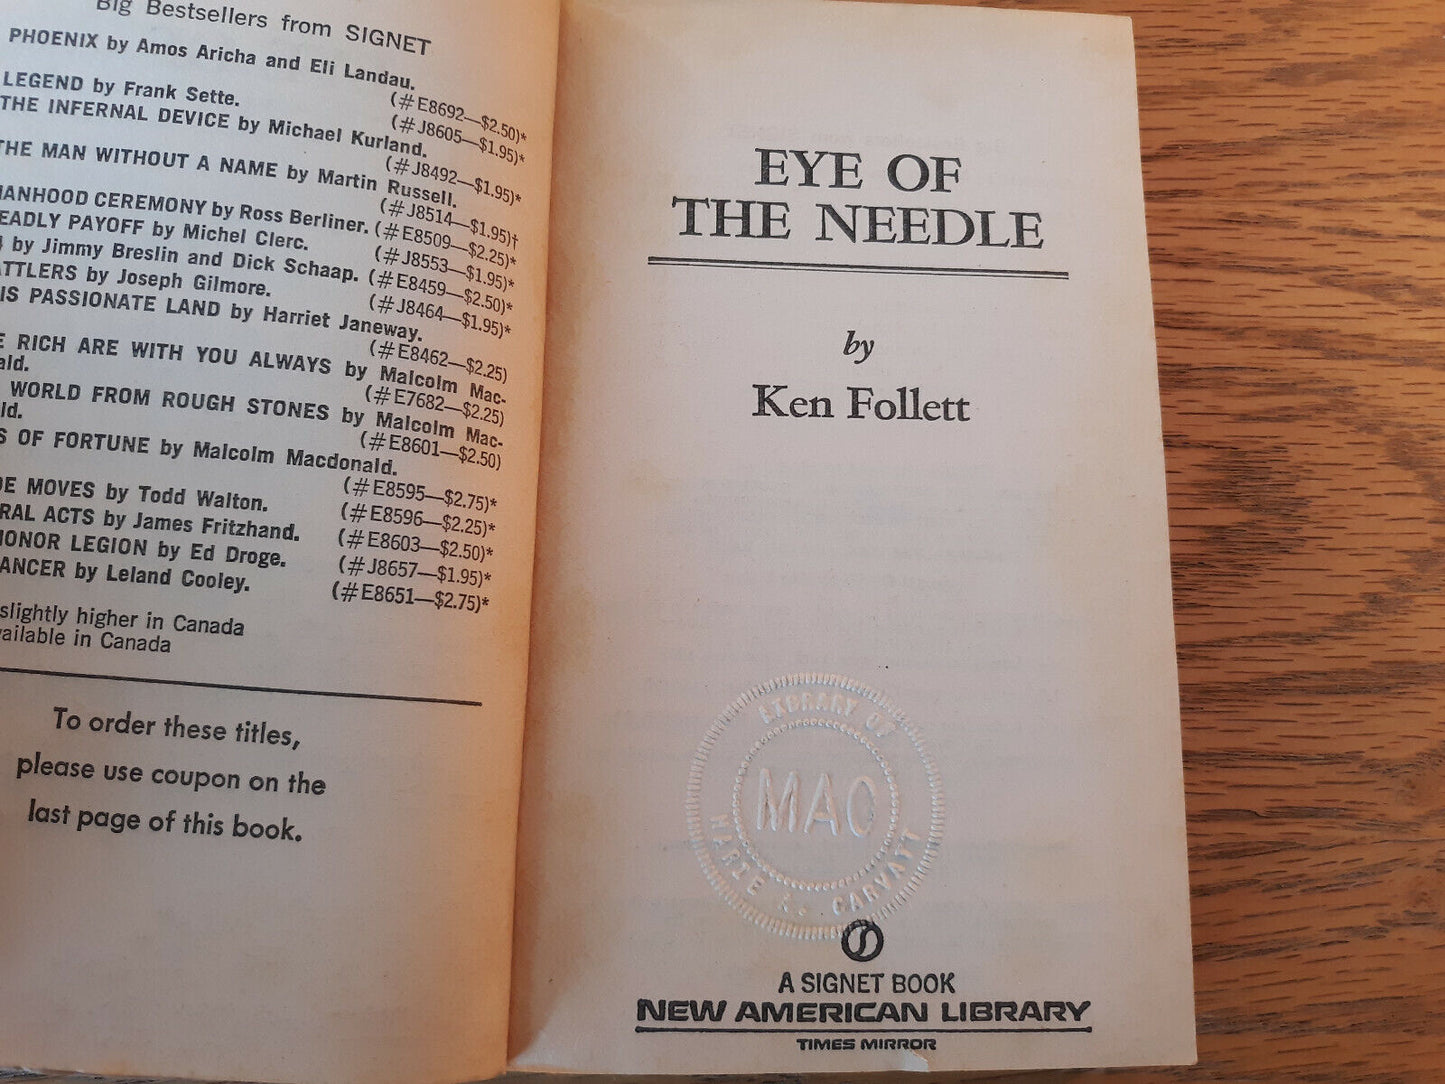 Big Bestsellers from SIGNET
PHOENIX by Amos Aricha and Eli Landau.
(#E8692—$2.50)*
LEGEND by Frank Sette. (#J8605—$1.95)*
THE INFERNAL DEVICE by Michael Kurland.
(#J8492—$1.95)*
THE MAN WITHOUT A NAME by Martin Russell.
(#J8514—$1.95)†
ANHOOD CEREMONY by Ross Berliner. (#E8509—$2.25)*
EADLY PAYOFF by Michel Clerc. (#J8553—$1.95)*
by Jimmy Breslin and Dick Schaap. (#E8459—$2.50)*
ATTLERS by Joseph Gilmore. (#J8464—$1.95)*
IS PASSIONATE LAND by Harriet Janeway.
(#E8462—$2.25)
E RICH ARE WITH YOU ALWAYS by Malcolm Mac-
ald. (#E7682—$2.25)
WORLD FROM ROUGH STONES by Malcolm Mac-
ld. (#E8601—$2.50)
S OF FORTUNE by Malcolm Macdonald.
(#E8595—$2.75)*
DE MOVES by Todd Walton. (#E8596—$2.25)*
RAL ACTS by James Fritzhand. (#E8603—$2.50)*
HONOR LEGION by Ed Droge. (#J8657—$1.95)*
ANCER by Leland Cooley. (#E8651—$2.75)*
slightly higher in Canada
vailable in Canada
To order these titles,
please use coupon on the
last page of this book.
EYE OF
THE NEEDLE
by
Ken Follett
LIBRARY OF
MAC
MARIE A. CARVATT
A SIGNET BOOK
NEW AMERICAN LIBRARY
TIMES MIRROR